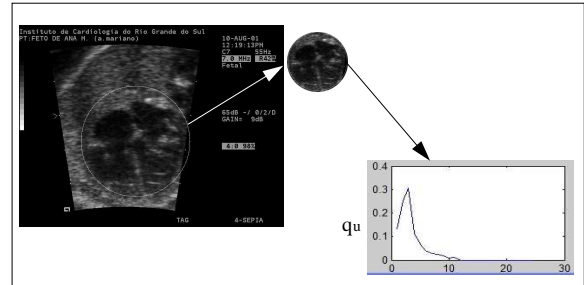 Instituto de Cardiologia do Rio Grande do Sul
PT:FETO DE ANA H. (a.mariano)
10-AUG-01
12:19:13PM
C7 55Hz
7.0 MHz R42%
Fetal
65dB -/ 0/2/D
GAIN= 9dB
4:0 98%
TAG
4-SEPIA
qu
0.4
0.3
0.2
0.1
0
0
10
20
30